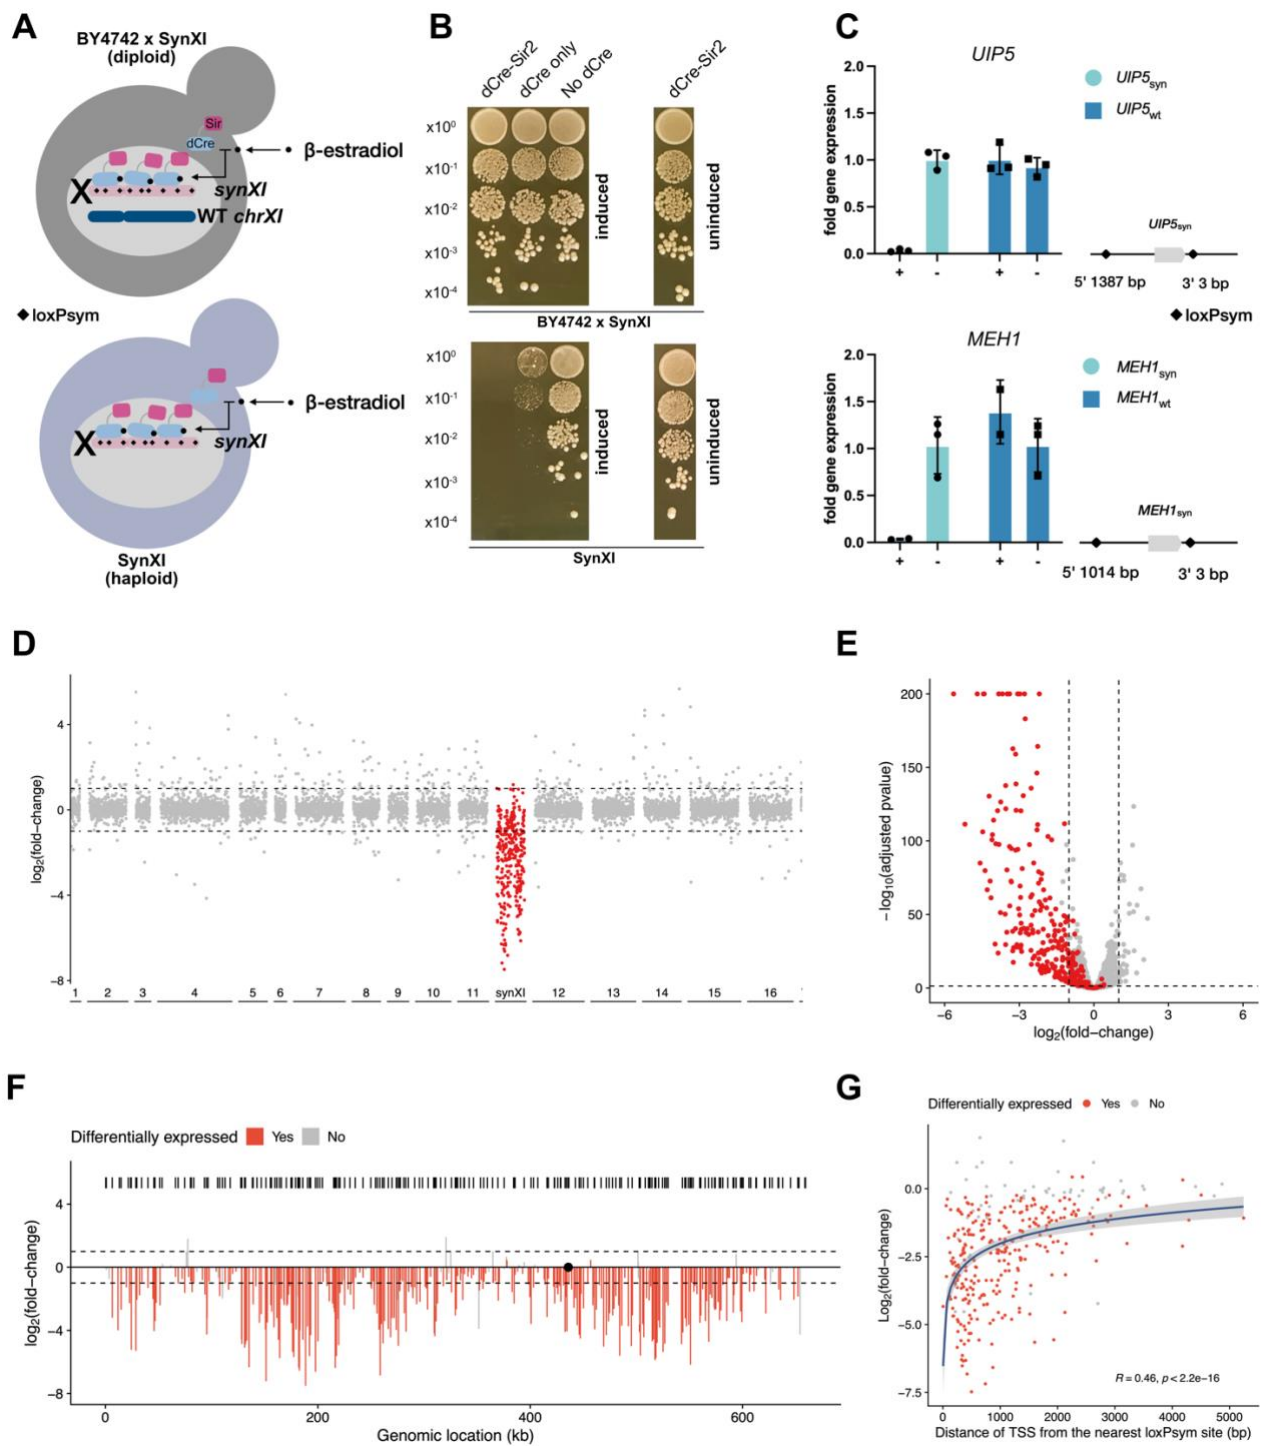 A
BY4742 x SynXI
(diploid)
Sir
dCre
β-estradiol
X
synXI
WT chrXI
loxPsym
β-estradiol
X
synXI
SynXI
(haploid)
B
dCre-Sir2
dCre only
No dCre
dCre-Sir2
x10⁰
x10⁻¹
x10⁻²
x10⁻³
x10⁻⁴
induced
uninduced
BY4742 x SynXI
x10⁰
x10⁻¹
x10⁻²
x10⁻³
x10⁻⁴
induced
uninduced
SynXI
C
UIP5
fold gene expression
2.0
1.5
1.0
0.5
0.0
+ - + -
UIP5syn
UIP5wt
UIP5syn
5' 1387 bp 3' 3 bp
loxPsym
MEH1
fold gene expression
2.0
1.5
1.0
0.5
0.0
+ - + -
MEH1syn
MEH1wt
MEH1syn
5' 1014 bp 3' 3 bp
D
log₂(fold−change)
4
0
−4
−8
1 2 3 4 5 6 7 8 9 10 11 synXI 12 13 14 15 16
E
−log₁₀(adjusted pvalue)
200
150
100
50
0
−6 −3 0 3 6
log₂(fold−change)
F
Differentially expressed Yes No
log₂(fold−change)
4
0
−4
−8
0 200 400 600
Genomic location (kb)
G
Differentially expressed Yes No
Log₂(fold−change)
0.0
−2.5
−5.0
−7.5
R = 0.46, p < 2.2e−16
0 1000 2000 3000 4000 5000
Distance of TSS from the nearest loxPsym site (bp)